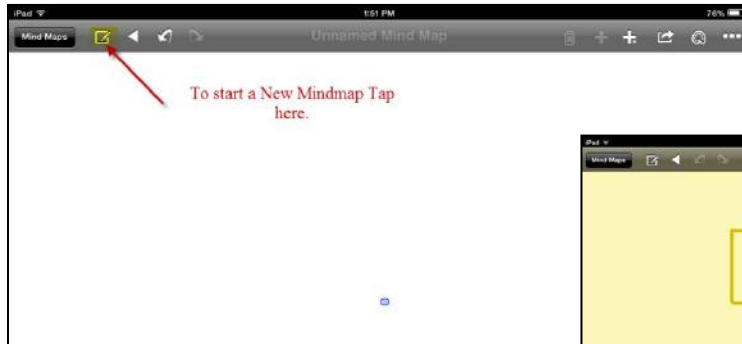 iPad
1:51 PM
76%
Mind Maps
Unnamed Mind Map
To start a New Mindmap Tap
here.
iPad
Mind Maps